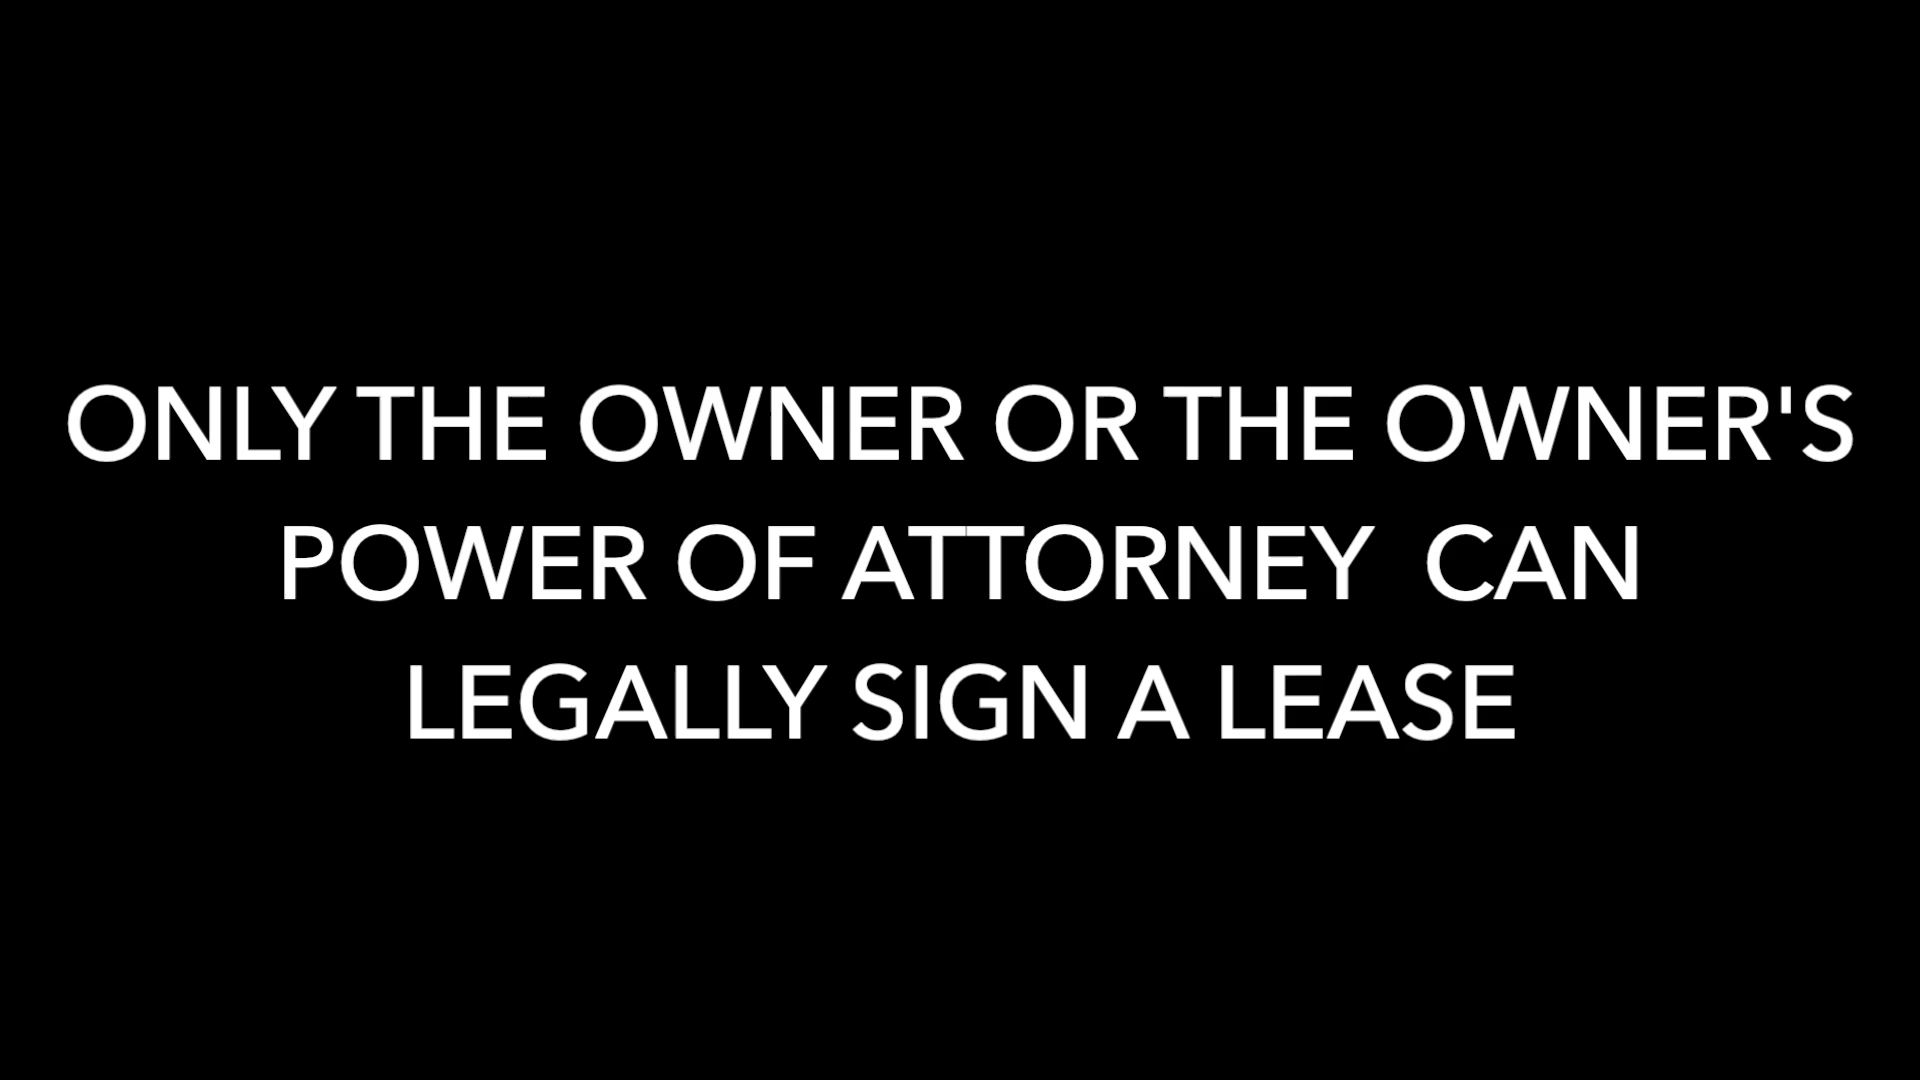 ONLY THE OWNER OR THE OWNER'S
POWER OF ATTORNEY  CAN
LEGALLY SIGN A LEASE